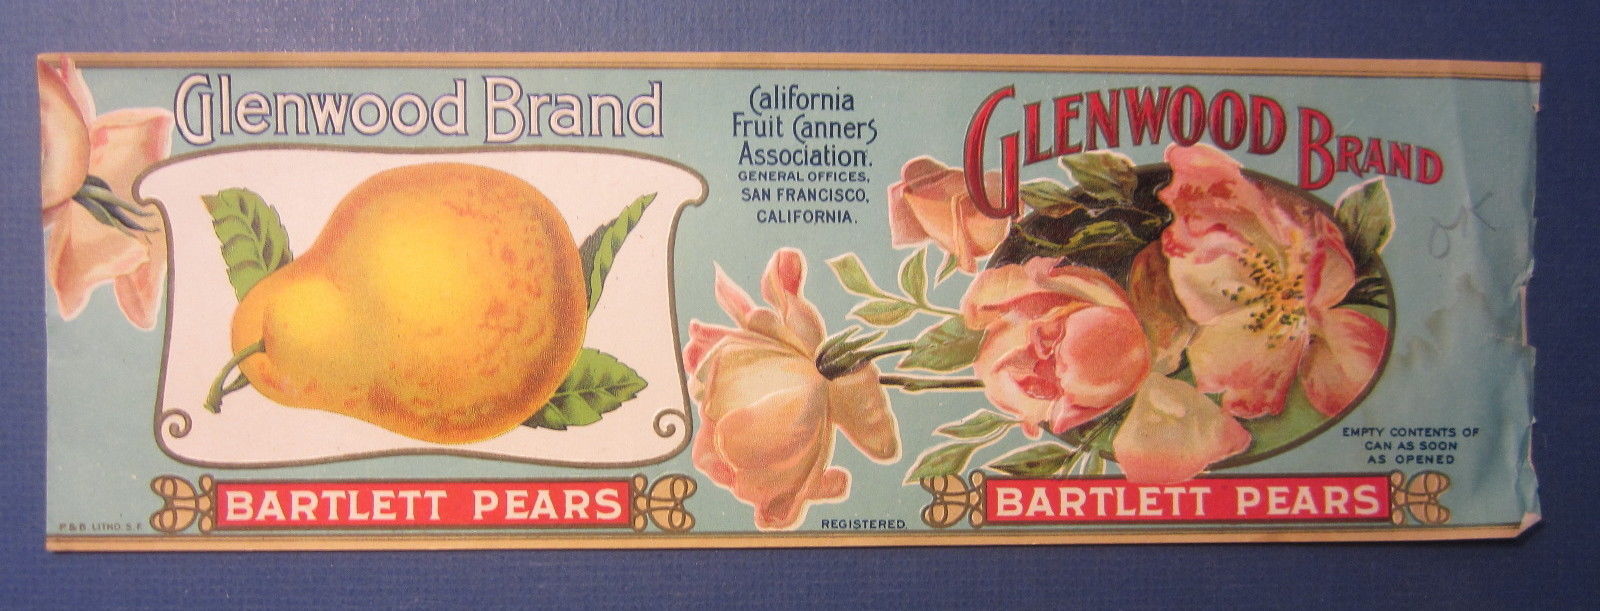 Glenwood Brand
BARTLETT PEARS
P & B. LITHO. S. F.
California
Fruit Canners
Association.
GENERAL OFFICES,
SAN FRANCISCO,
CALIFORNIA.
REGISTERED.
GLENWOOD BRAND
OK
EMPTY CONTENTS OF
CAN AS SOON
AS OPENED
BARTLETT PEARS